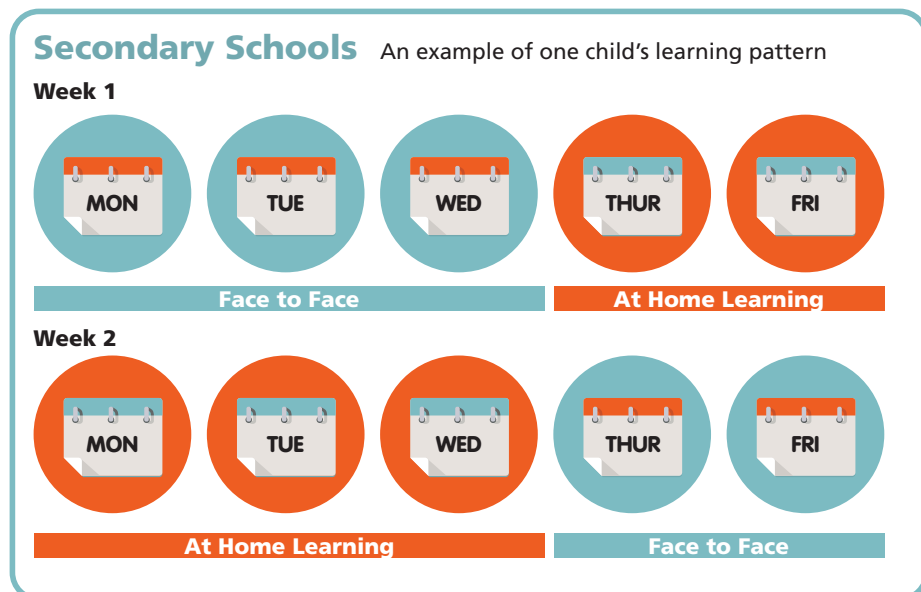 Secondary Schools An example of one child's learning pattern
Week 1
MON TUE WED THUR FRI
Face to Face At Home Learning
Week 2
MON TUE WED THUR FRI
At Home Learning Face to Face